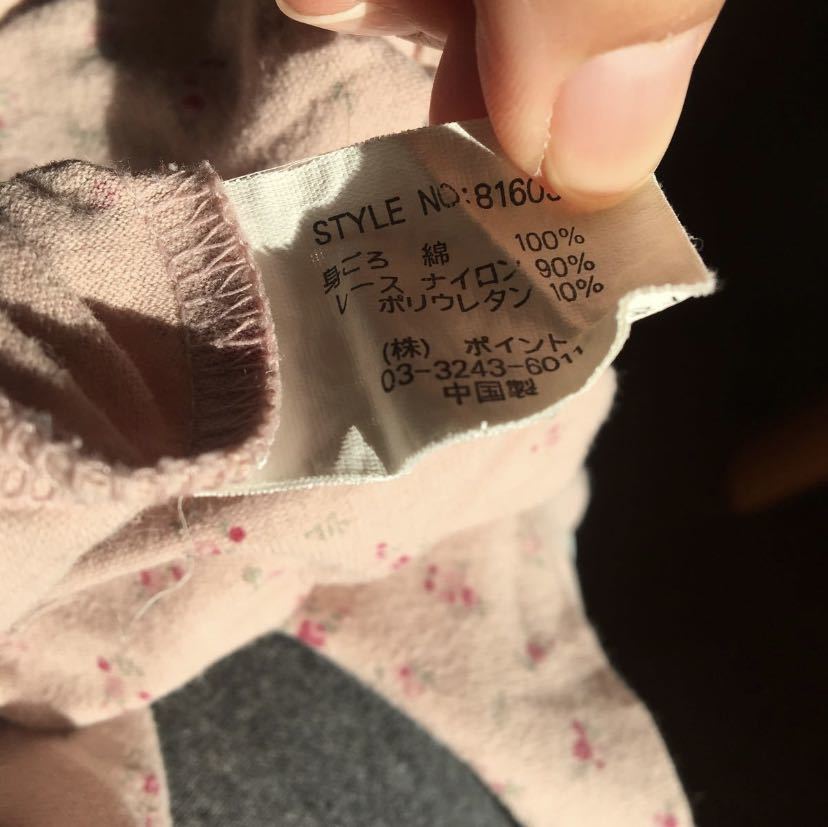 STYLE NO:8160
身ごろ 綿 100%
レース ナイロン 90%
ポリウレタン 10%
(株) ポイント
03-3243-6011
中国製